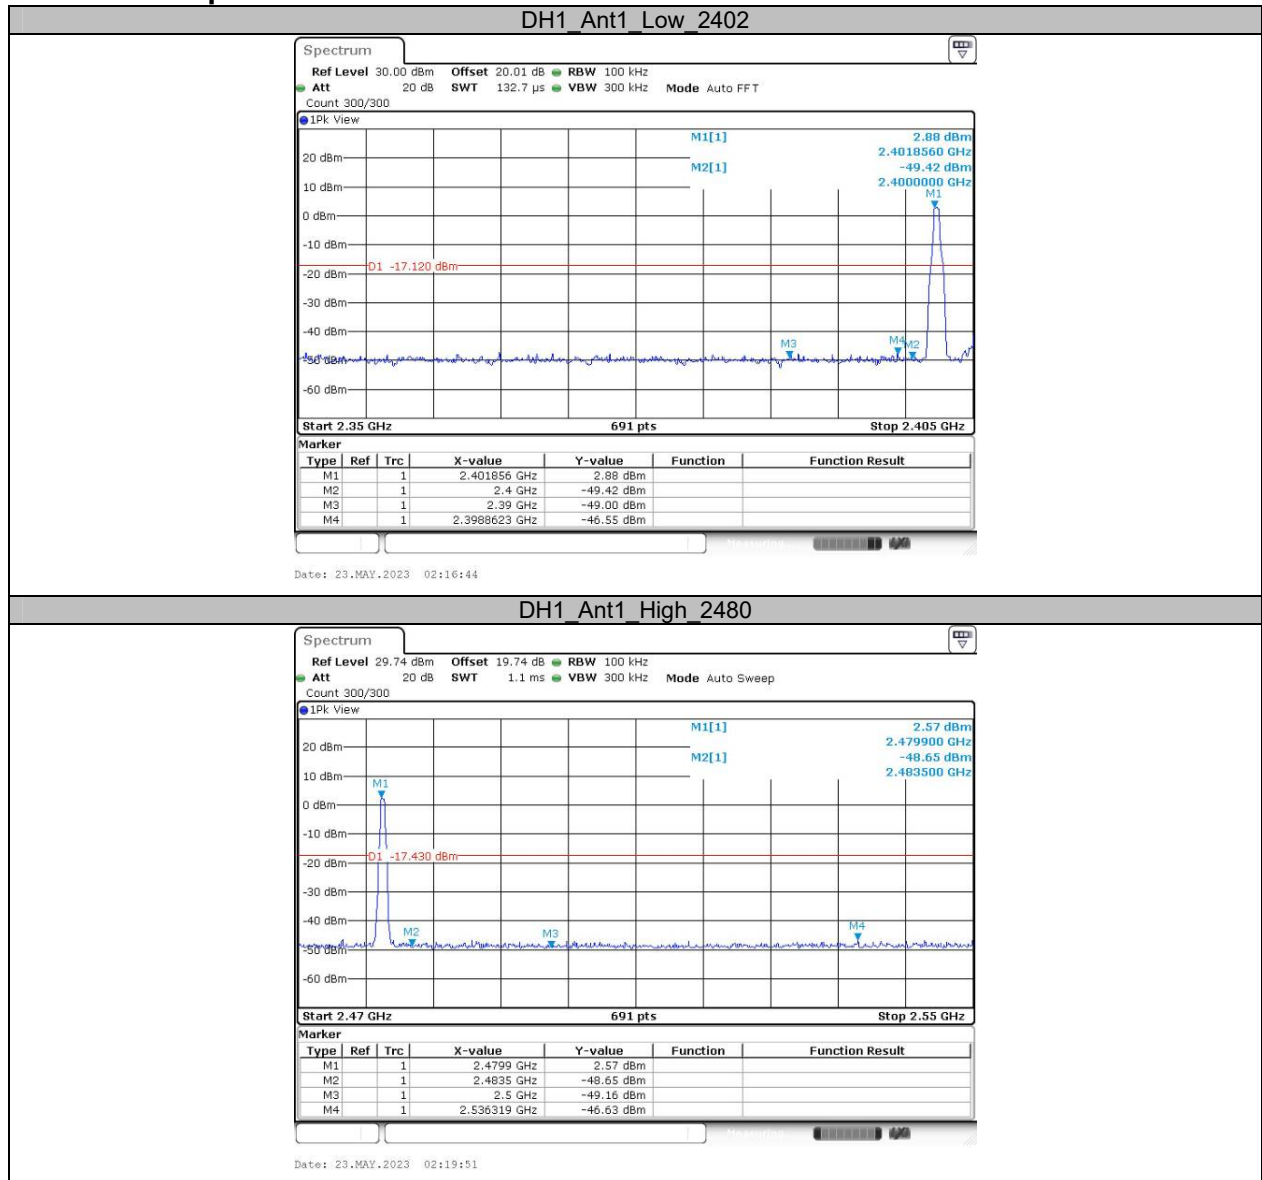 DH1_Ant1_Low_2402
Spectrum
Ref Level 30.00 dBm Offset 20.01 dB RBW 100 kHz
Att 20 dB SWT 132.7 µs VBW 300 kHz Mode Auto FFT
Count 300/300
1Pk View
M1[1] 2.88 dBm
2.4018560 GHz
M2[1] -49.42 dBm
2.4000000 GHz
20 dBm
10 dBm
M1
0 dBm
-10 dBm
D1 -17.120 dBm
-20 dBm
-30 dBm
-40 dBm
M3 M4 M2
-50 dBm
-60 dBm
Start 2.35 GHz 691 pts Stop 2.405 GHz
Marker
Type Ref Trc X-value Y-value Function Function Result
M1 1 2.401856 GHz 2.88 dBm
M2 1 2.4 GHz -49.42 dBm
M3 1 2.39 GHz -49.00 dBm
M4 1 2.3988623 GHz -46.55 dBm
Measuring
Date: 23.MAY.2023 02:16:44
DH1_Ant1_High_2480
Spectrum
Ref Level 29.74 dBm Offset 19.74 dB RBW 100 kHz
Att 20 dB SWT 1.1 ms VBW 300 kHz Mode Auto Sweep
Count 300/300
1Pk View
M1[1] 2.57 dBm
2.479900 GHz
M2[1] -48.65 dBm
2.483500 GHz
20 dBm
10 dBm
M1
0 dBm
-10 dBm
D1 -17.430 dBm
-20 dBm
-30 dBm
-40 dBm
M2 M3 M4
-50 dBm
-60 dBm
Start 2.47 GHz 691 pts Stop 2.55 GHz
Marker
Type Ref Trc X-value Y-value Function Function Result
M1 1 2.4799 GHz 2.57 dBm
M2 1 2.4835 GHz -48.65 dBm
M3 1 2.5 GHz -49.16 dBm
M4 1 2.536319 GHz -46.63 dBm
Measuring
Date: 23.MAY.2023 02:19:51